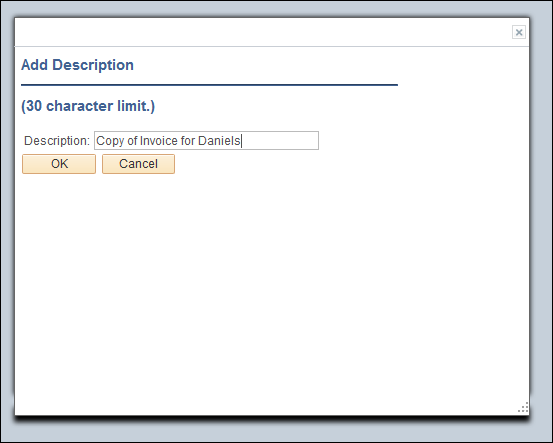 Add Description
(30 character limit.)
Description: Copy of Invoice for Daniels
OK Cancel